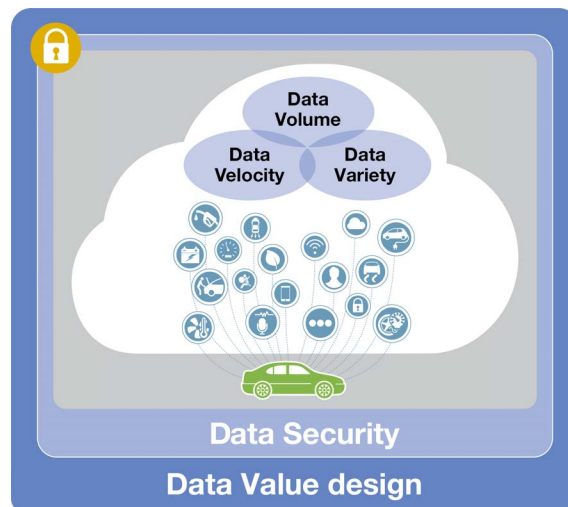 Data
Volume
Data
Velocity
Data
Variety
Data Security
Data Value design